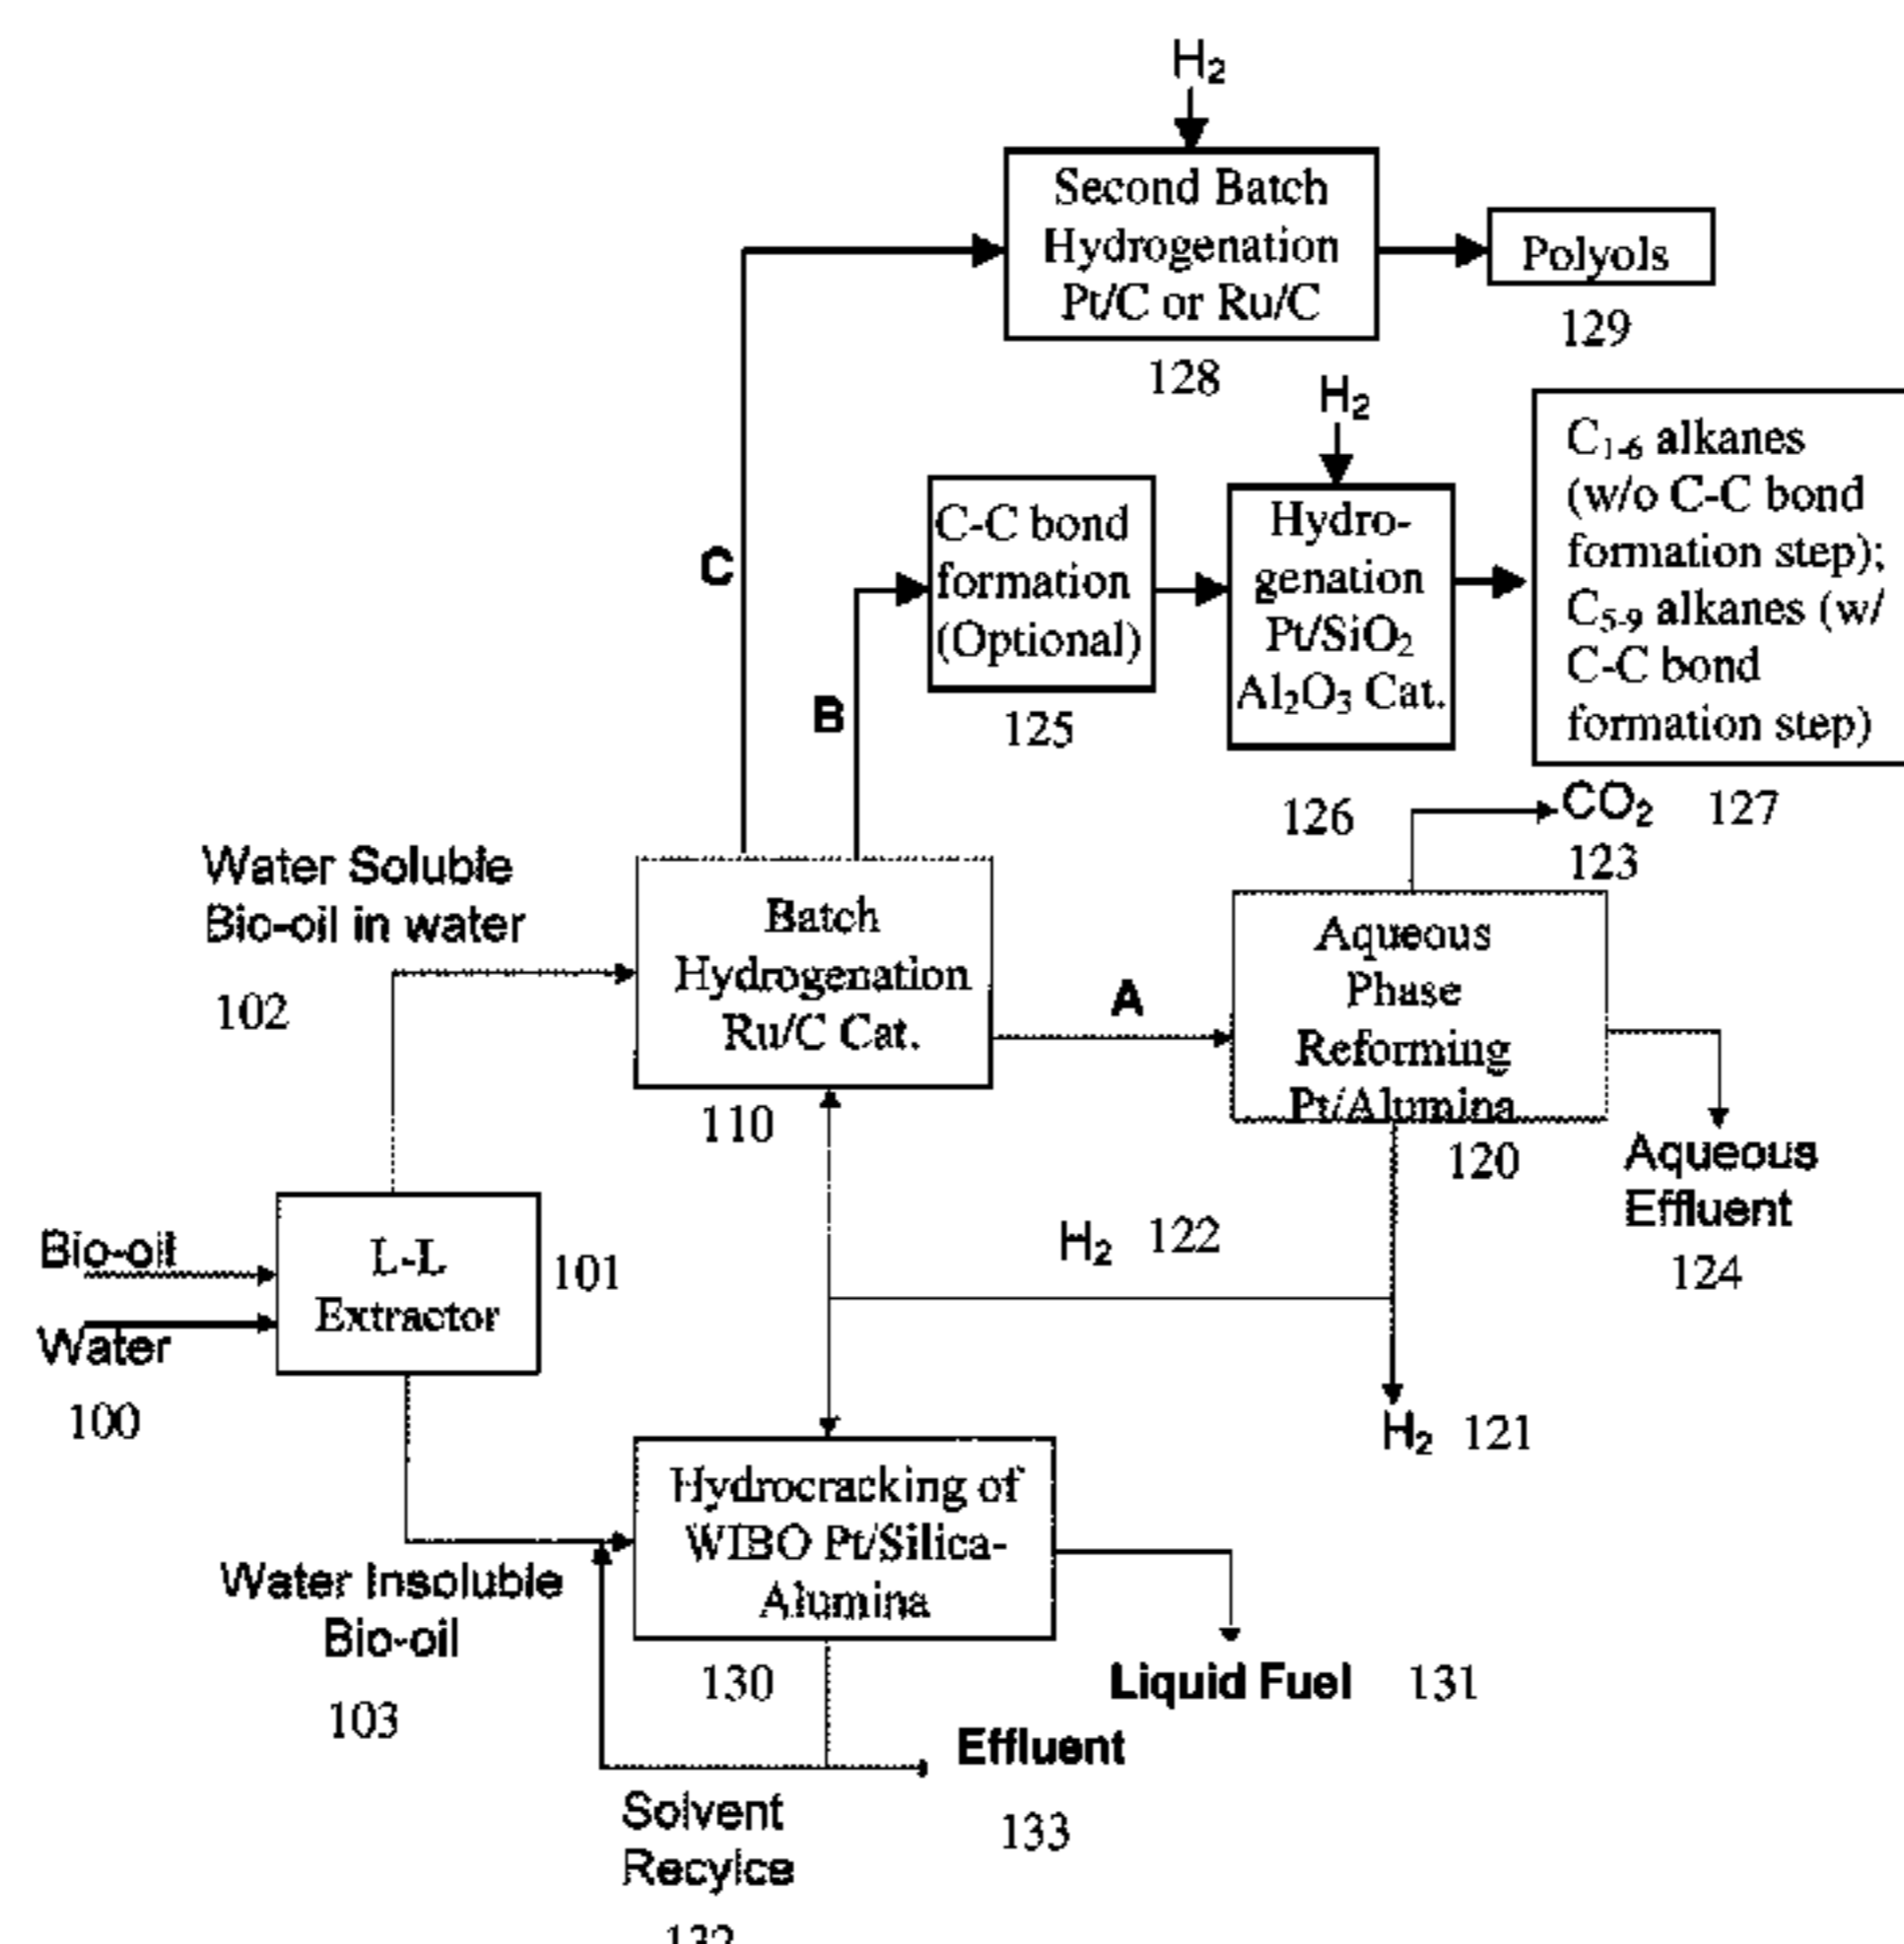 H₂
Second Batch
Hydrogenation
Pt/C or Ru/C
128
Polyols
129
C
B
C-C bond
formation
(Optional)
125
H₂
Hydro-
genation
Pt/SiO₂
Al₂O₃ Cat.
126
C₁₋₆ alkanes
(w/o C-C bond
formation step);
C₅₋₉ alkanes (w/
C-C bond
formation step)
127
CO₂
123
Water Soluble
Bio-oil in water
102
Batch
Hydrogenation
Ru/C Cat.
110
A
Aqueous
Phase
Reforming
Pt/Alumina
120
Aqueous
Effluent
124
Bio-oil
Water
100
L-L
Extractor
101
H₂ 122
H₂ 121
Water Insoluble
Bio-oil
103
Hydrocracking of
WIBO Pt/Silica-
Alumina
130
Liquid Fuel 131
Effluent
133
Solvent
Recylce
132